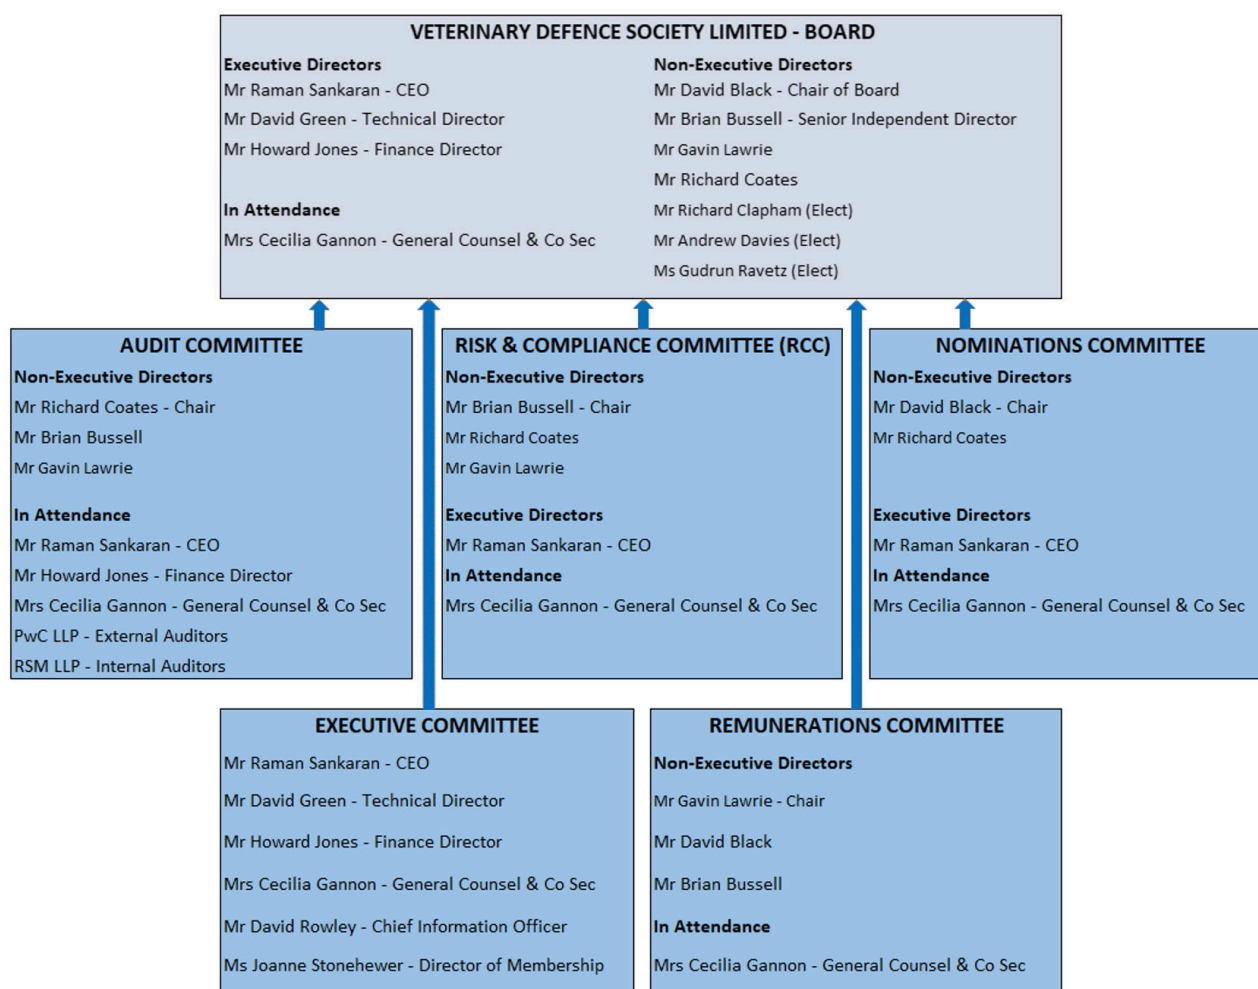 VETERINARY DEFENCE SOCIETY LIMITED - BOARD
Executive Directors
Mr Raman Sankaran - CEO
Mr David Green - Technical Director
Mr Howard Jones - Finance Director
In Attendance
Mrs Cecilia Gannon - General Counsel & Co Sec
Non-Executive Directors
Mr David Black - Chair of Board
Mr Brian Bussell - Senior Independent Director
Mr Gavin Lawrie
Mr Richard Coates
Mr Richard Clapham (Elect)
Mr Andrew Davies (Elect)
Ms Gudrun Ravetz (Elect)
AUDIT COMMITTEE
Non-Executive Directors
Mr Richard Coates - Chair
Mr Brian Bussell
Mr Gavin Lawrie
In Attendance
Mr Raman Sankaran - CEO
Mr Howard Jones - Finance Director
Mrs Cecilia Gannon - General Counsel & Co Sec
PwC LLP - External Auditors
RSM LLP - Internal Auditors
RISK & COMPLIANCE COMMITTEE (RCC)
Non-Executive Directors
Mr Brian Bussell - Chair
Mr Richard Coates
Mr Gavin Lawrie
Executive Directors
Mr Raman Sankaran - CEO
In Attendance
Mrs Cecilia Gannon - General Counsel & Co Sec
NOMINATIONS COMMITTEE
Non-Executive Directors
Mr David Black - Chair
Mr Richard Coates
Executive Directors
Mr Raman Sankaran - CEO
In Attendance
Mrs Cecilia Gannon - General Counsel & Co Sec
EXECUTIVE COMMITTEE
Mr Raman Sankaran - CEO
Mr David Green - Technical Director
Mr Howard Jones - Finance Director
Mrs Cecilia Gannon - General Counsel & Co Sec
Mr David Rowley - Chief Information Officer
Ms Joanne Stonehewer - Director of Membership
REMUNERATIONS COMMITTEE
Non-Executive Directors
Mr Gavin Lawrie - Chair
Mr David Black
Mr Brian Bussell
In Attendance
Mrs Cecilia Gannon - General Counsel & Co Sec